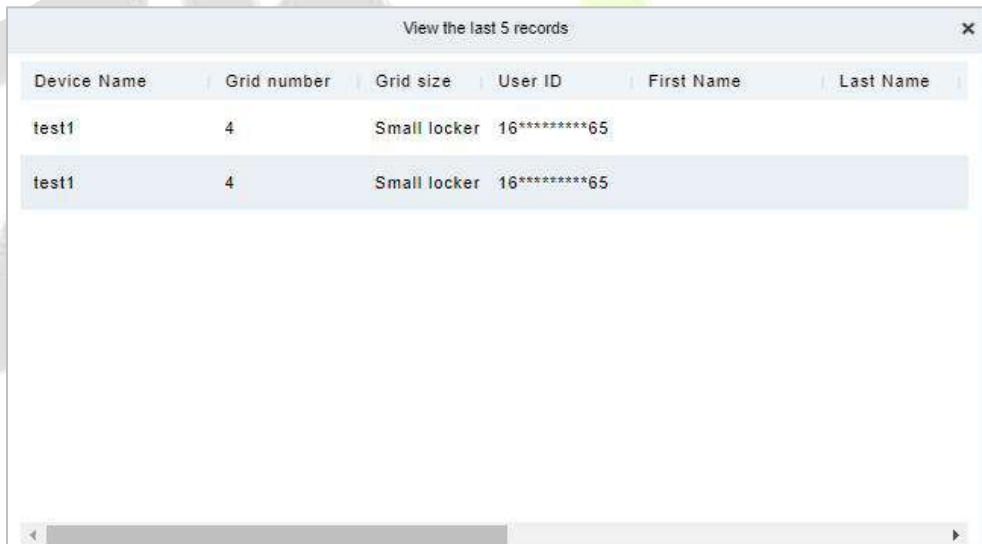 View the last 5 records ×
Device Name Grid number Grid size User ID First Name Last Name
test1 4 Small locker 16*********65
test1 4 Small locker 16*********65